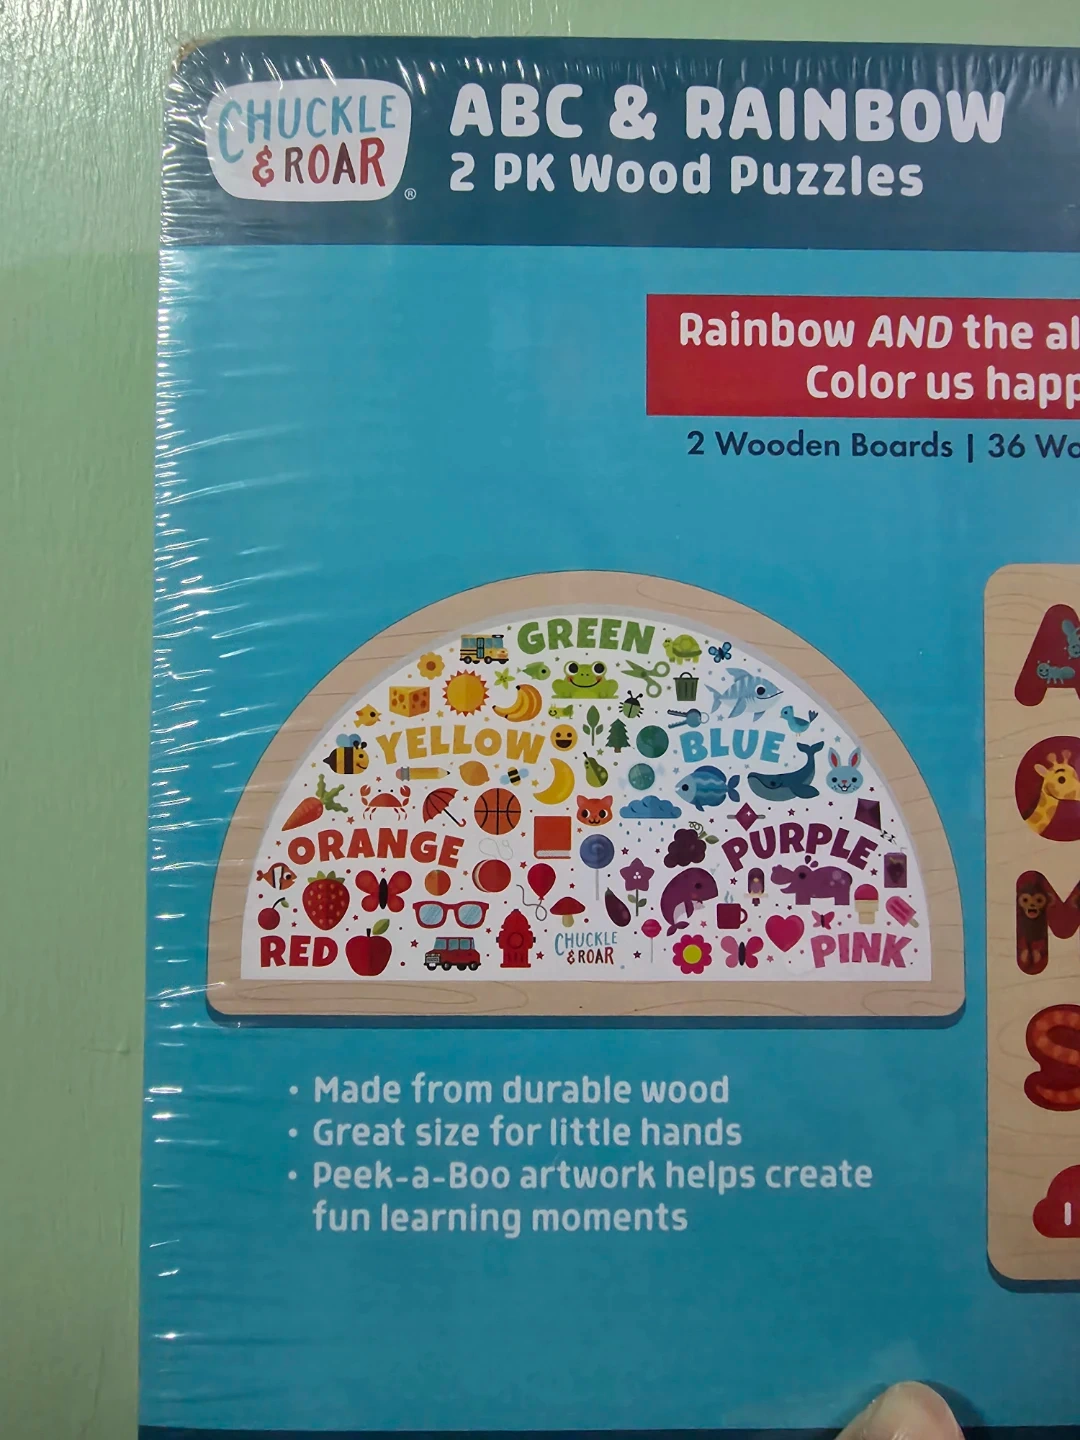 CHUCKLE
& ROAR
®
ABC & RAINBOW
2 PK Wood Puzzles
Rainbow AND the al
Color us happ
2 Wooden Boards | 36 Wo
GREEN
YELLOW
BLUE
ORANGE
PURPLE
RED
CHUCKLE
& ROAR
PINK
A
M
S
• Made from durable wood
• Great size for little hands
• Peek-a-Boo artwork helps create
fun learning moments